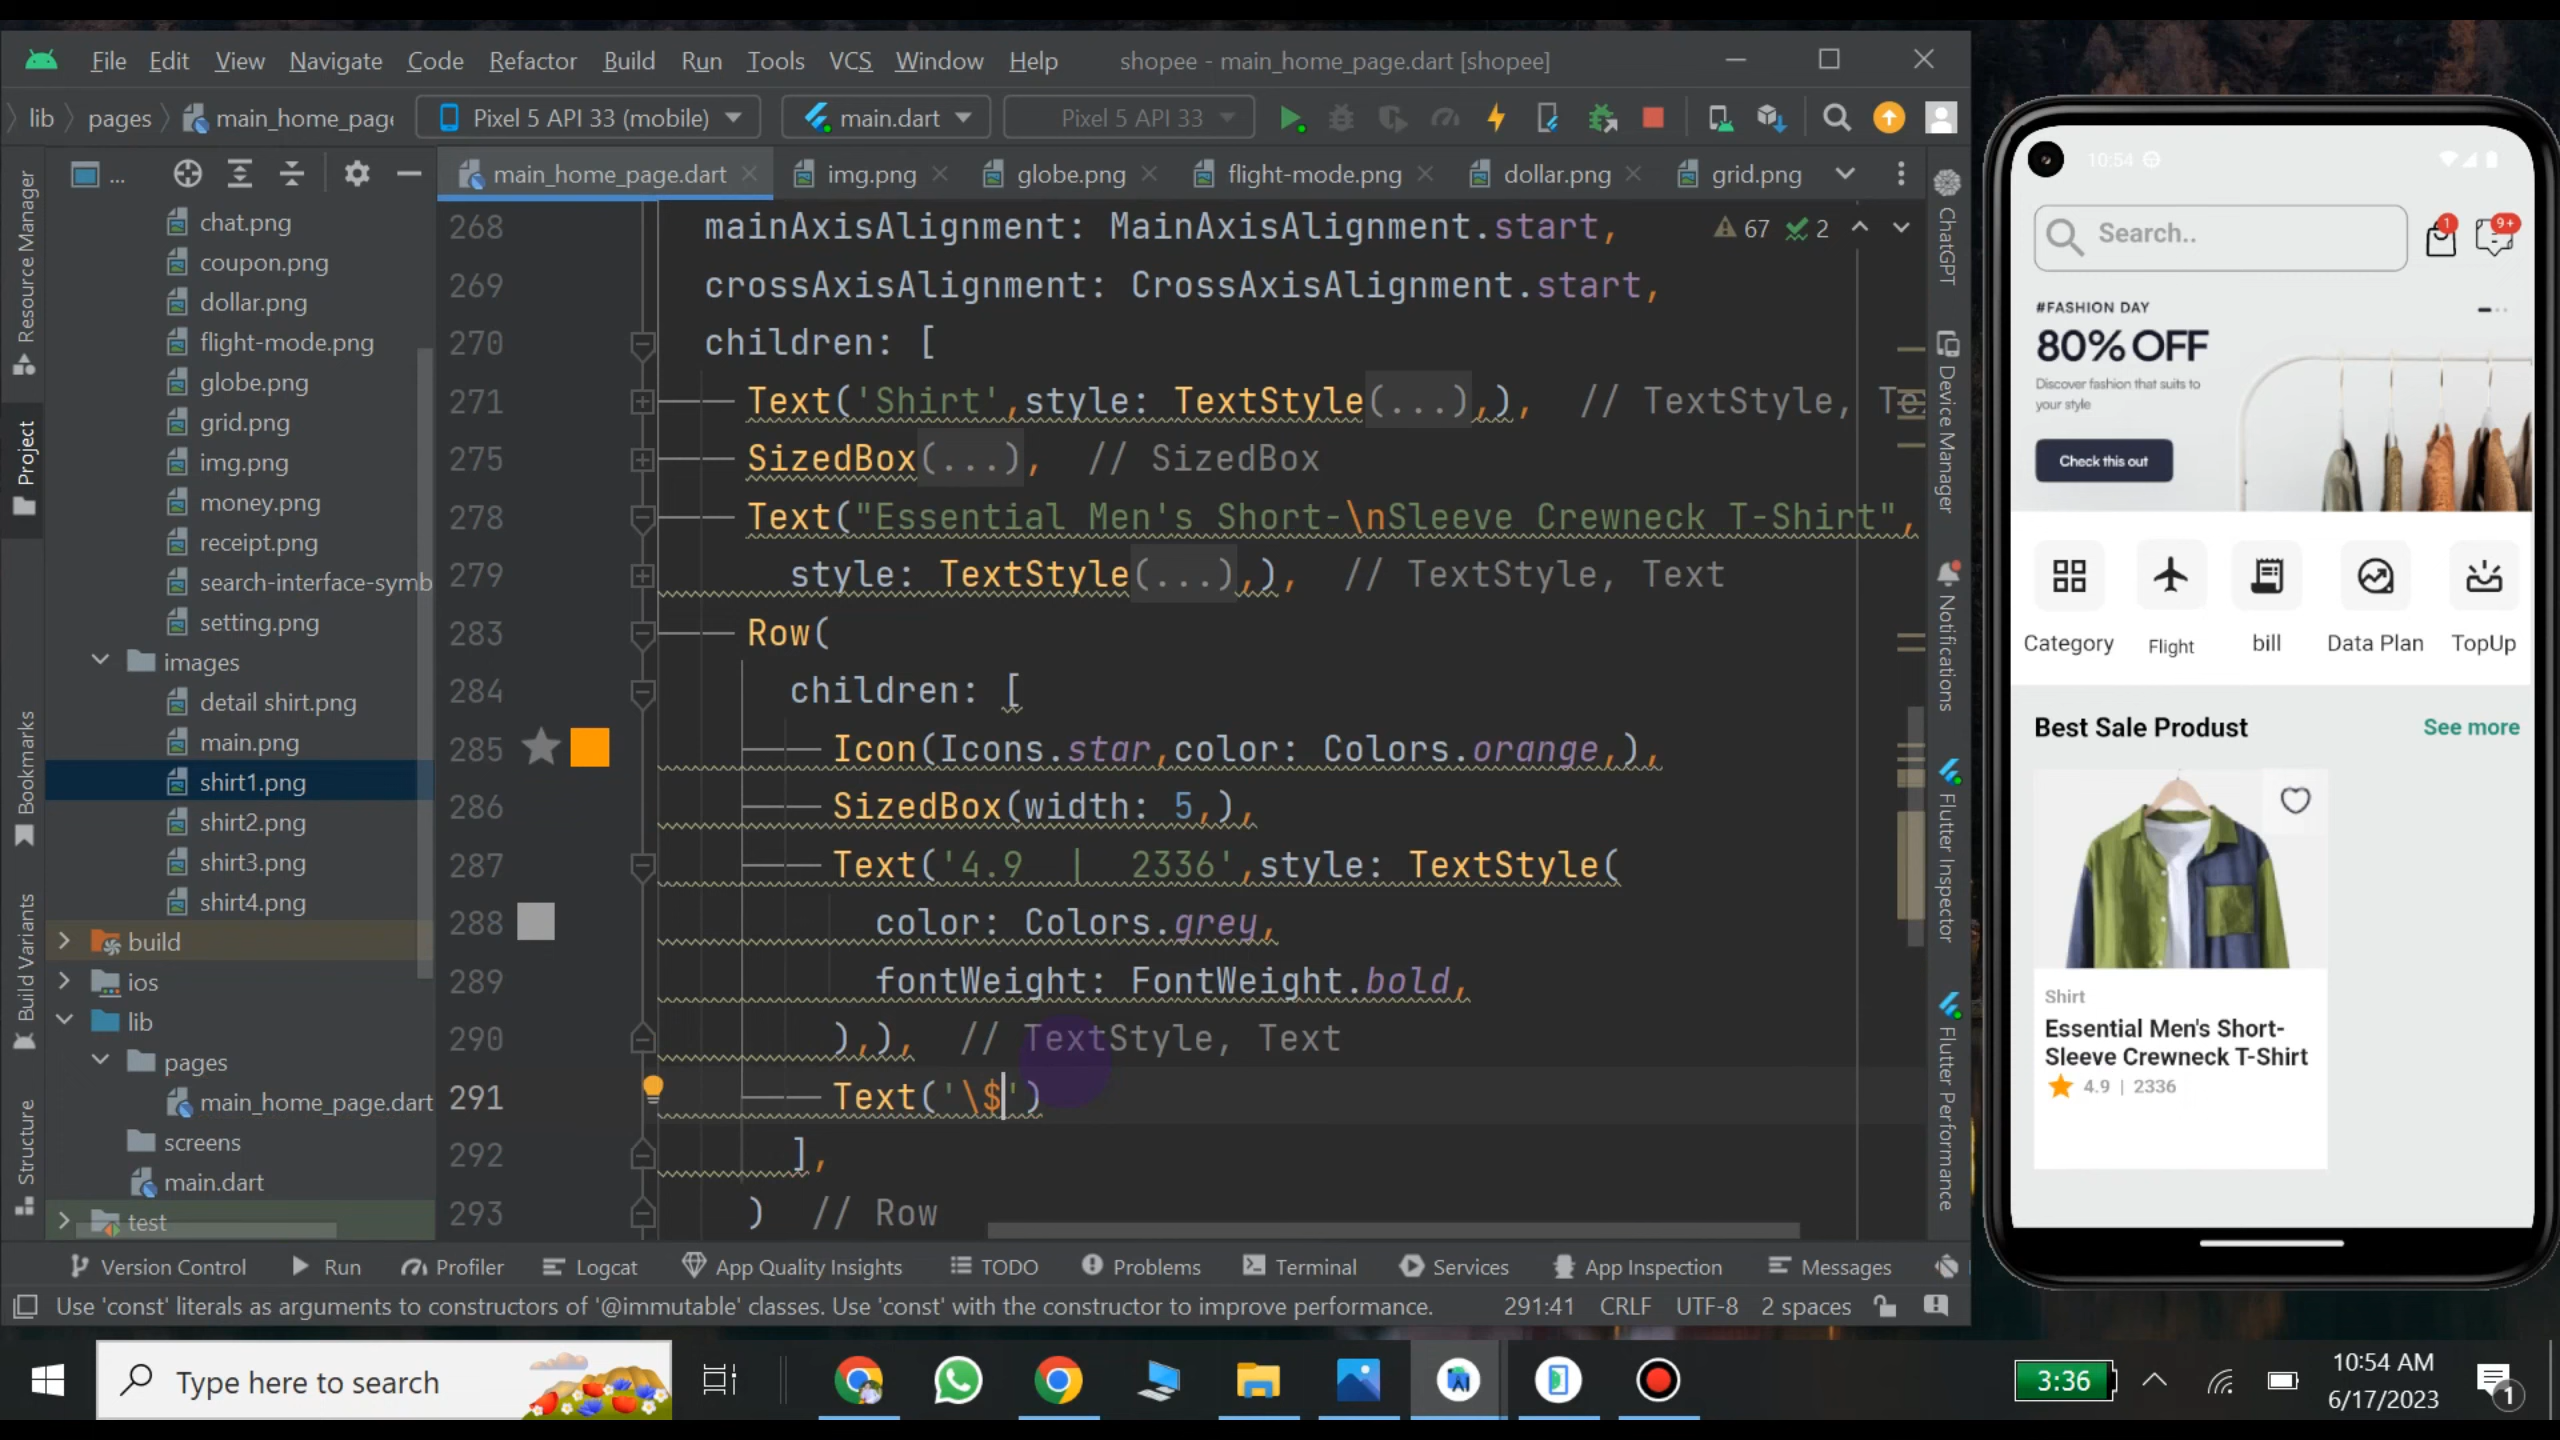 File Edit View Navigate Code Refactor Build Run Tools VCS Window Help shopee - main_home_page.dart [shopee]
lib pages main_home_page Pixel 5 API 33 (mobile) main.dart Pixel 5 API 33
...
main_home_page.dart img.png globe.png flight-mode.png dollar.png grid.png
Resource Manager
Project
Bookmarks
Build Variants
Structure
chat.png
coupon.png
dollar.png
flight-mode.png
globe.png
grid.png
img.png
money.png
receipt.png
search-interface-symb
setting.png
images
detail shirt.png
main.png
shirt1.png
shirt2.png
shirt3.png
shirt4.png
build
ios
lib
pages
main_home_page.dart
screens
main.dart
test
67 2
268 mainAxisAlignment: MainAxisAlignment.start,
269 crossAxisAlignment: CrossAxisAlignment.start,
270 children: [
271 Text('Shirt',style: TextStyle(...),), // TextStyle, Te
275 SizedBox(...), // SizedBox
278 Text("Essential Men's Short-\nSleeve Crewneck T-Shirt",
279 style: TextStyle(...),), // TextStyle, Text
283 Row(
284 children: [
285 Icon(Icons.star,color: Colors.orange,),
286 SizedBox(width: 5,),
287 Text('4.9  |  2336',style: TextStyle(
288 color: Colors.grey,
289 fontWeight: FontWeight.bold,
290 ),), // TextStyle, Text
291 Text('\$')
292 ],
293 ) // Row
ChatGPT
Device Manager
Notifications
Flutter Inspector
Flutter Performance
Version Control Run Profiler Logcat App Quality Insights TODO Problems Terminal Services App Inspection Messages
Use 'const' literals as arguments to constructors of '@immutable' classes. Use 'const' with the constructor to improve performance. 291:41 CRLF UTF-8 2 spaces
10:54
Search..
1
9+
#FASHION DAY
80% OFF
Discover fashion that suits to
your style
Check this out
Category Flight bill Data Plan TopUp
Best Sale Produst See more
Shirt
Essential Men's Short-
Sleeve Crewneck T-Shirt
4.9 | 2336
Type here to search
3:36
10:54 AM
6/17/2023
1